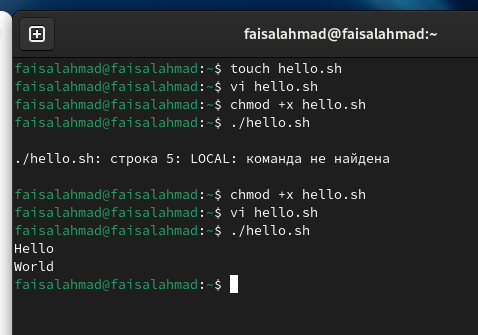 faisalahmad@faisalahmad:~
faisalahmad@faisalahmad:~$ touch hello.sh
faisalahmad@faisalahmad:~$ vi hello.sh
faisalahmad@faisalahmad:~$ chmod +x hello.sh
faisalahmad@faisalahmad:~$ ./hello.sh
./hello.sh: строка 5: LOCAL: команда не найдена
faisalahmad@faisalahmad:~$ chmod +x hello.sh
faisalahmad@faisalahmad:~$ vi hello.sh
faisalahmad@faisalahmad:~$ ./hello.sh
Hello
World
faisalahmad@faisalahmad:~$